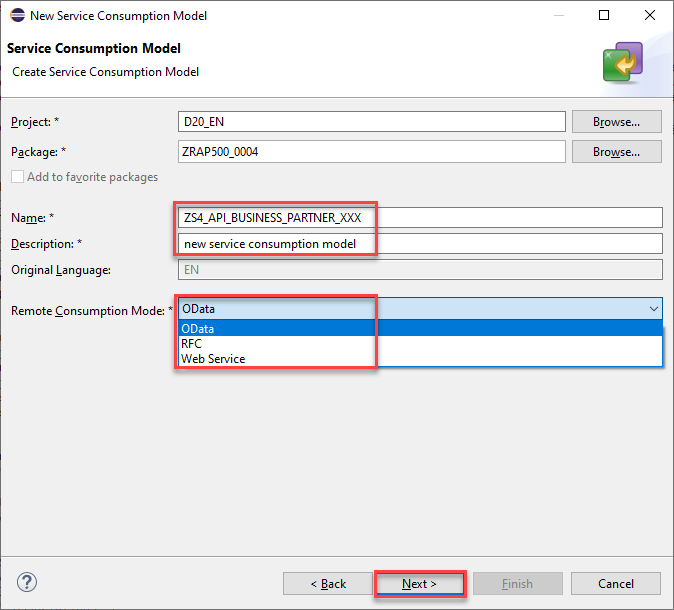 New Service Consumption Model
Service Consumption Model
Create Service Consumption Model
Project: * D20_EN Browse...
Package: * ZRAP500_0004 Browse...
Add to favorite packages
Name: * ZS4_API_BUSINESS_PARTNER_XXX
Description: * new service consumption model
Original Language: EN
Remote Consumption Mode: * OData
OData
RFC
Web Service
? < Back Next > Finish Cancel